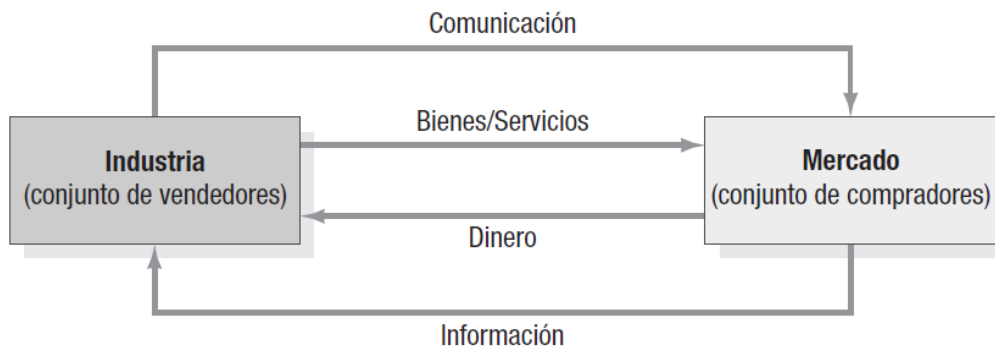 Comunicación
Bienes/Servicios
Industria
(conjunto de vendedores)
Mercado
(conjunto de compradores)
Dinero
Información